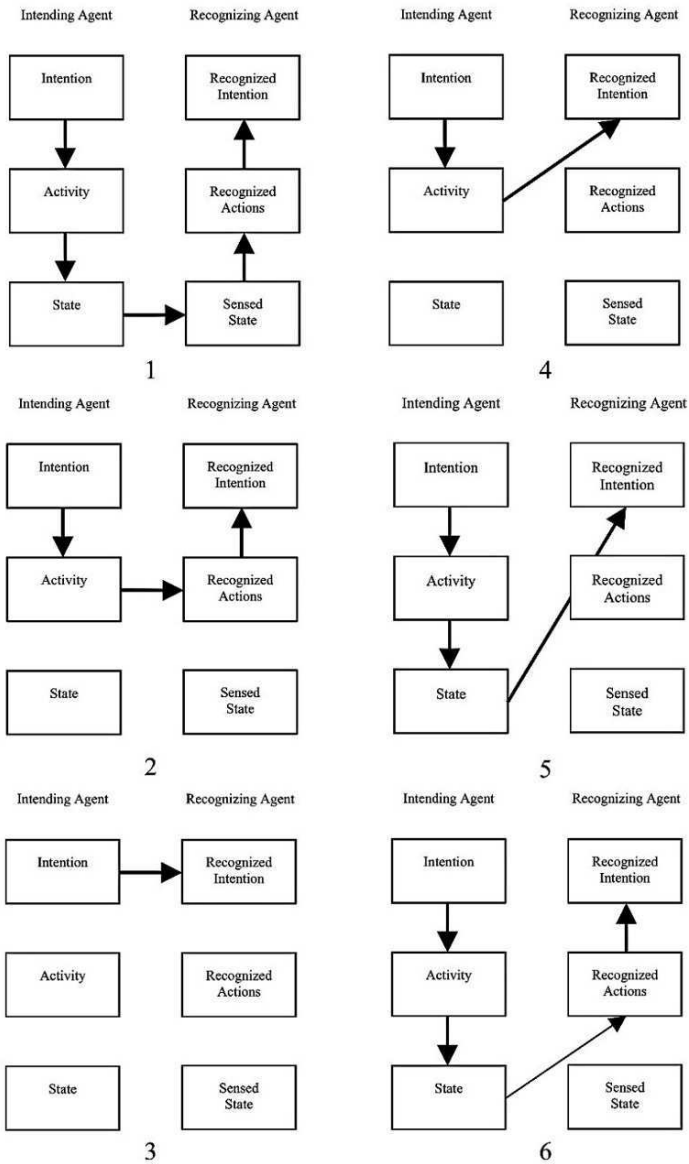 Intending Agent Recognizing Agent
Intention Recognized
Intention
Activity Recognized
Actions
State Sensed
State
1
Intending Agent Recognizing Agent
Intention Recognized
Intention
Activity Recognized
Actions
State Sensed
State
2
Intending Agent Recognizing Agent
Intention Recognized
Intention
Activity Recognized
Actions
State Sensed
State
3
Intending Agent Recognizing Agent
Intention Recognized
Intention
Activity Recognized
Actions
State Sensed
State
4
Intending Agent Recognizing Agent
Intention Recognized
Intention
Activity Recognized
Actions
State Sensed
State
5
Intending Agent Recognizing Agent
Intention Recognized
Intention
Activity Recognized
Actions
State Sensed
State
6